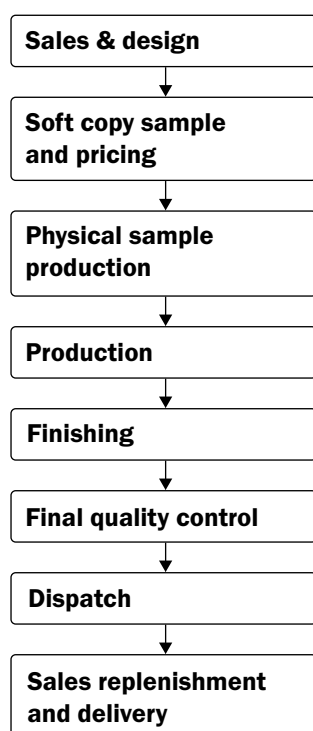 Sales & design
Soft copy sample
and pricing
Physical sample
production
Production
Finishing
Final quality control
Dispatch
Sales replenishment
and delivery